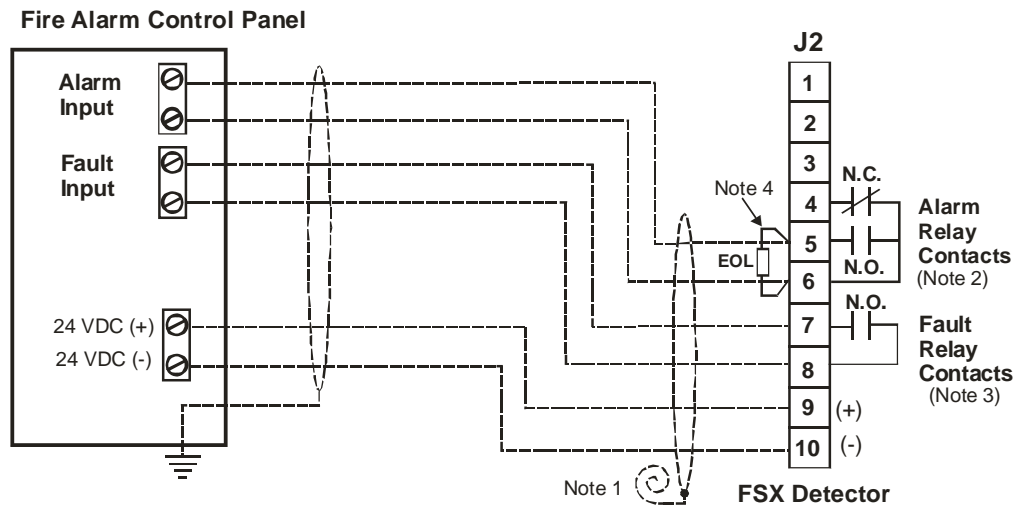 Fire Alarm Control Panel
J2
Alarm
Input
Fault
Input
24 VDC (+)
24 VDC (-)
1
2
3
4
5
6
7
8
9
10
(+)
(-)
N.C.
N.O.
N.O.
Note 4
EOL
Alarm
Relay
Contacts
(Note 2)
Fault
Relay
Contacts
(Note 3)
Note 1
FSX Detector